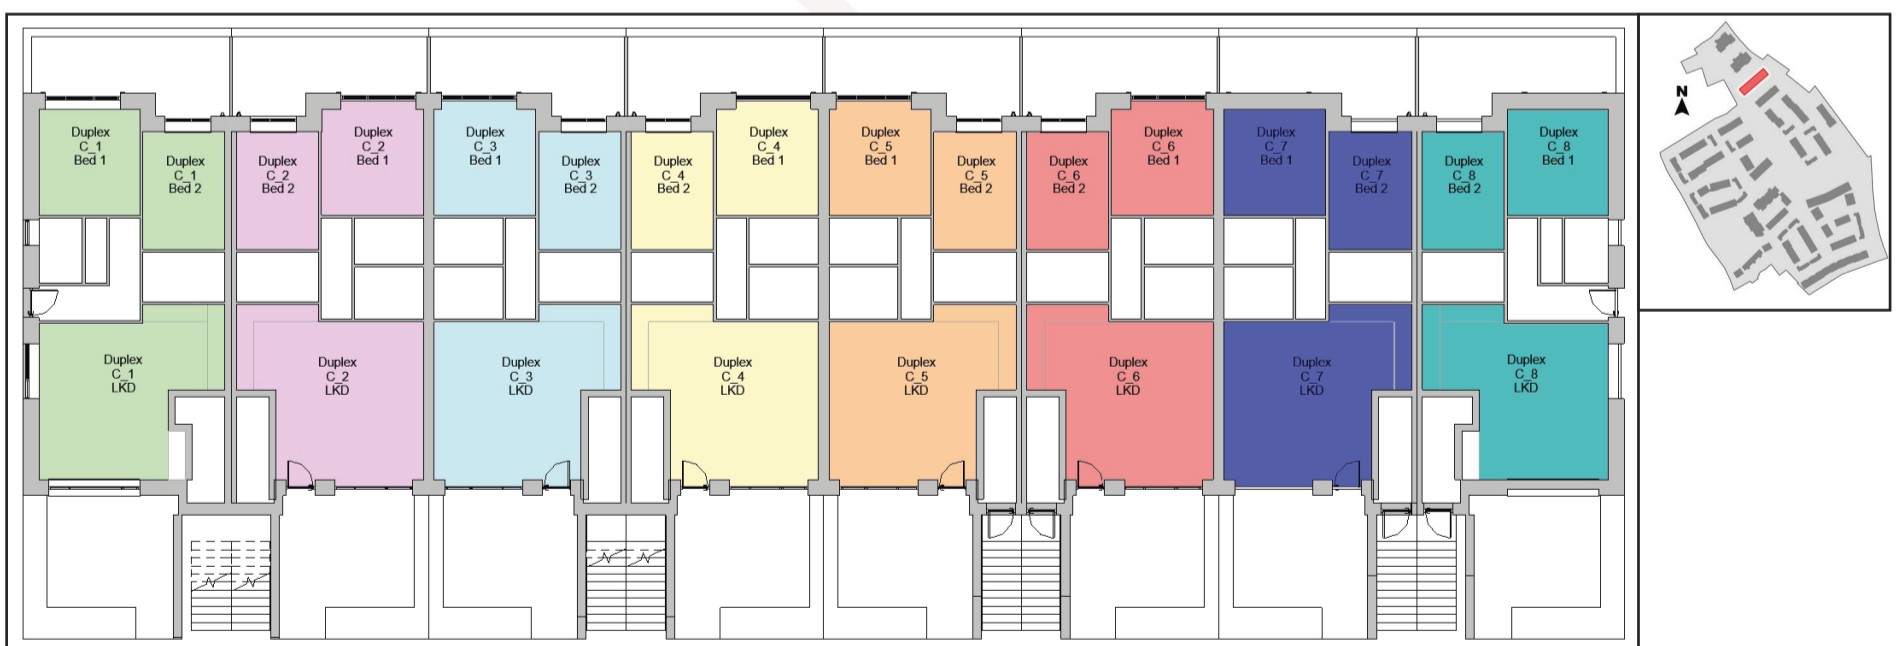 Duplex
C_1
Bed 1
Duplex
C_1
Bed 2
Duplex
C_2
Bed 2
Duplex
C_2
Bed 1
Duplex
C_3
Bed 1
Duplex
C_3
Bed 2
Duplex
C_4
Bed 2
Duplex
C_4
Bed 1
Duplex
C_5
Bed 1
Duplex
C_5
Bed 2
Duplex
C_6
Bed 2
Duplex
C_6
Bed 1
Duplex
C_7
Bed 1
Duplex
C_7
Bed 2
Duplex
C_8
Bed 2
Duplex
C_8
Bed 1
N
Duplex
C_1
LKD
Duplex
C_2
LKD
Duplex
C_3
LKD
Duplex
C_4
LKD
Duplex
C_5
LKD
Duplex
C_6
LKD
Duplex
C_7
LKD
Duplex
C_8
LKD